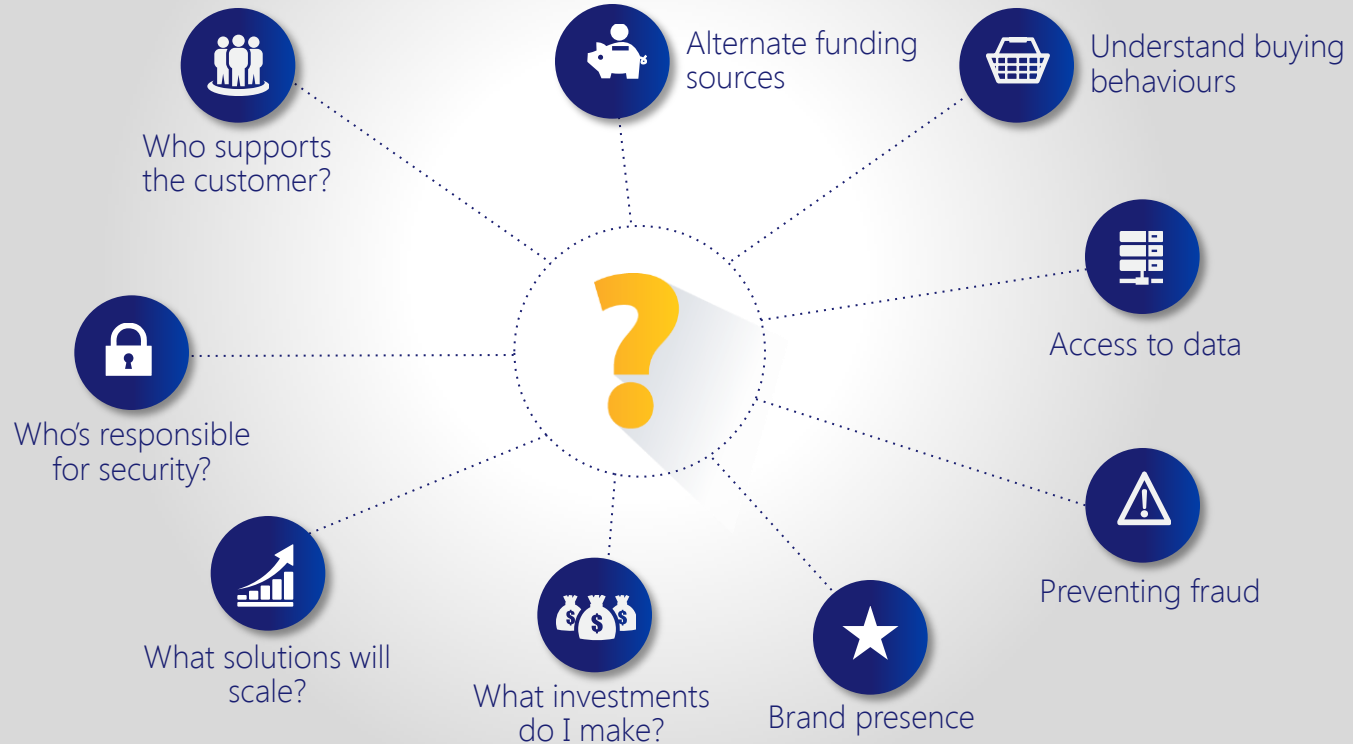 Alternate funding
sources
Understand buying
behaviours
Who supports
the customer?
Access to data
Who's responsible
for security?
Preventing fraud
What solutions will
scale?
What investments
do I make?
Brand presence
?
$ $ $